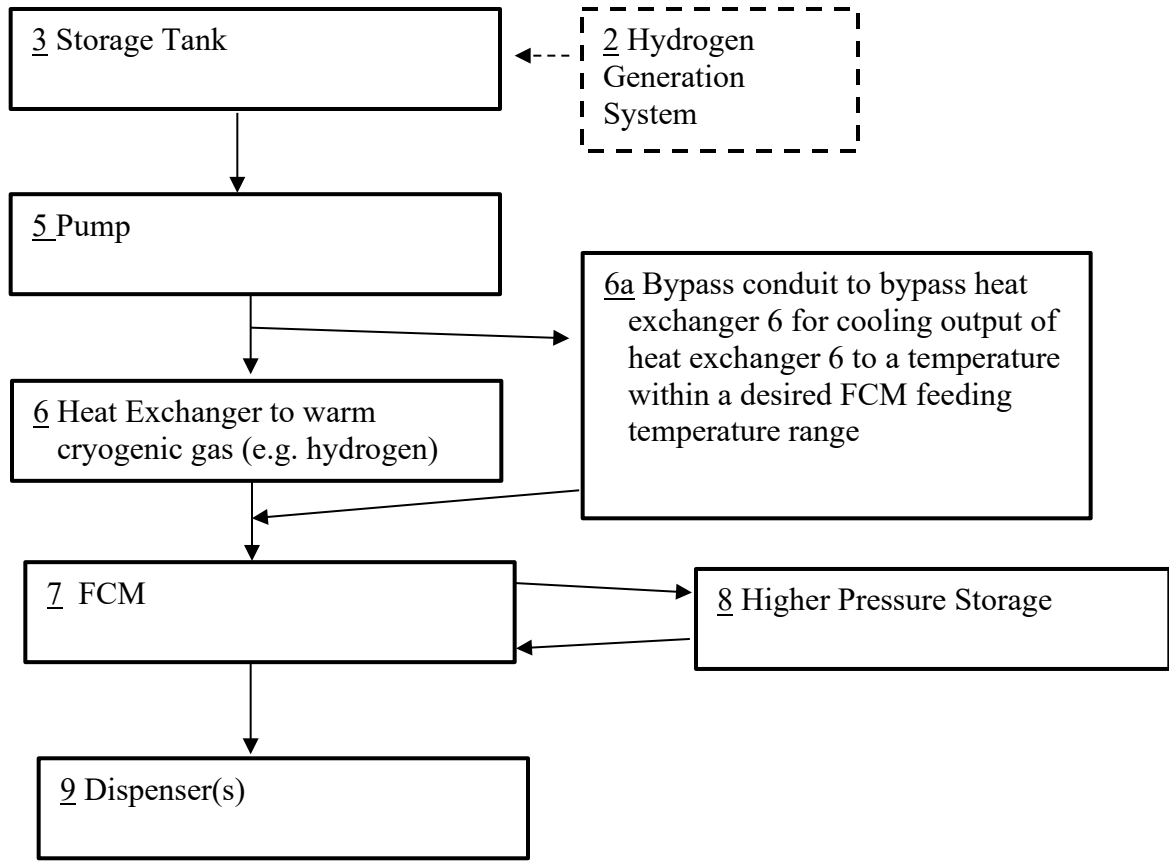 3 Storage Tank
2 Hydrogen
Generation
System
5 Pump
6a Bypass conduit to bypass heat
exchanger 6 for cooling output of
heat exchanger 6 to a temperature
within a desired FCM feeding
temperature range
6 Heat Exchanger to warm
cryogenic gas (e.g. hydrogen)
7 FCM
8 Higher Pressure Storage
9 Dispenser(s)